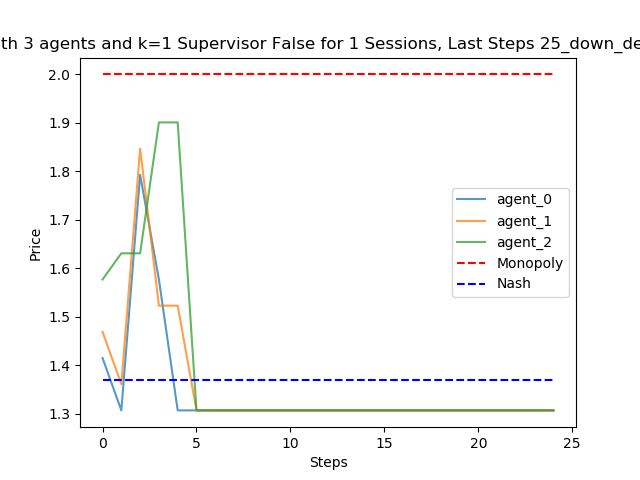 th 3 agents and k=1 Supervisor False for 1 Sessions, Last Steps 25_down_de
2.0
1.9
1.8
1.7
1.6
1.5
1.4
1.3
Price
agent_0
agent_1
agent_2
Monopoly
Nash
0 5 10 15 20 25
Steps